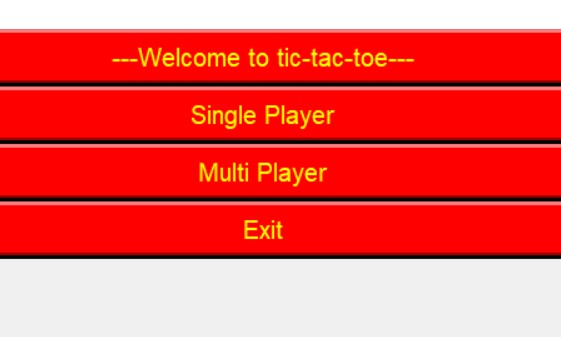 ---Welcome to tic-tac-toe---
Single Player
Multi Player
Exit